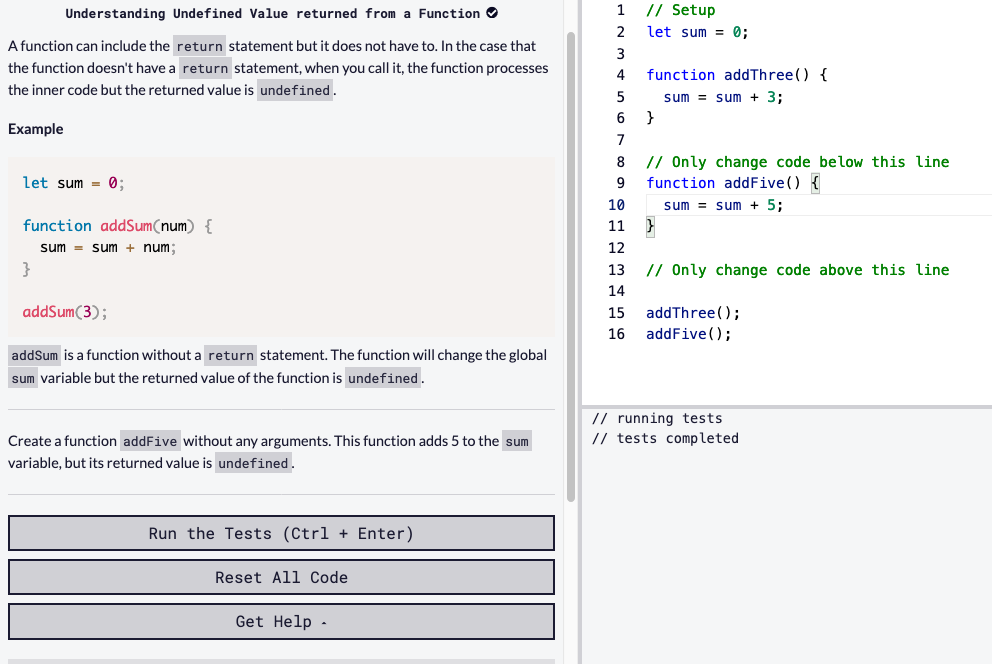 Understanding Undefined Value returned from a Function
A function can include the return statement but it does not have to. In the case that
the function doesn't have a return statement, when you call it, the function processes
the inner code but the returned value is undefined.
Example
let sum = 0;
function addSum(num) {
  sum = sum + num;
}
addSum(3);
addSum is a function without a return statement. The function will change the global
sum variable but the returned value of the function is undefined.
Create a function addFive without any arguments. This function adds 5 to the sum
variable, but its returned value is undefined.
Run the Tests (Ctrl + Enter)
Reset All Code
Get Help
1 // Setup
2 let sum = 0;
3
4 function addThree() {
5   sum = sum + 3;
6 }
7
8 // Only change code below this line
9 function addFive() {
10   sum = sum + 5;
11 }
12
13 // Only change code above this line
14
15 addThree();
16 addFive();
// running tests
// tests completed